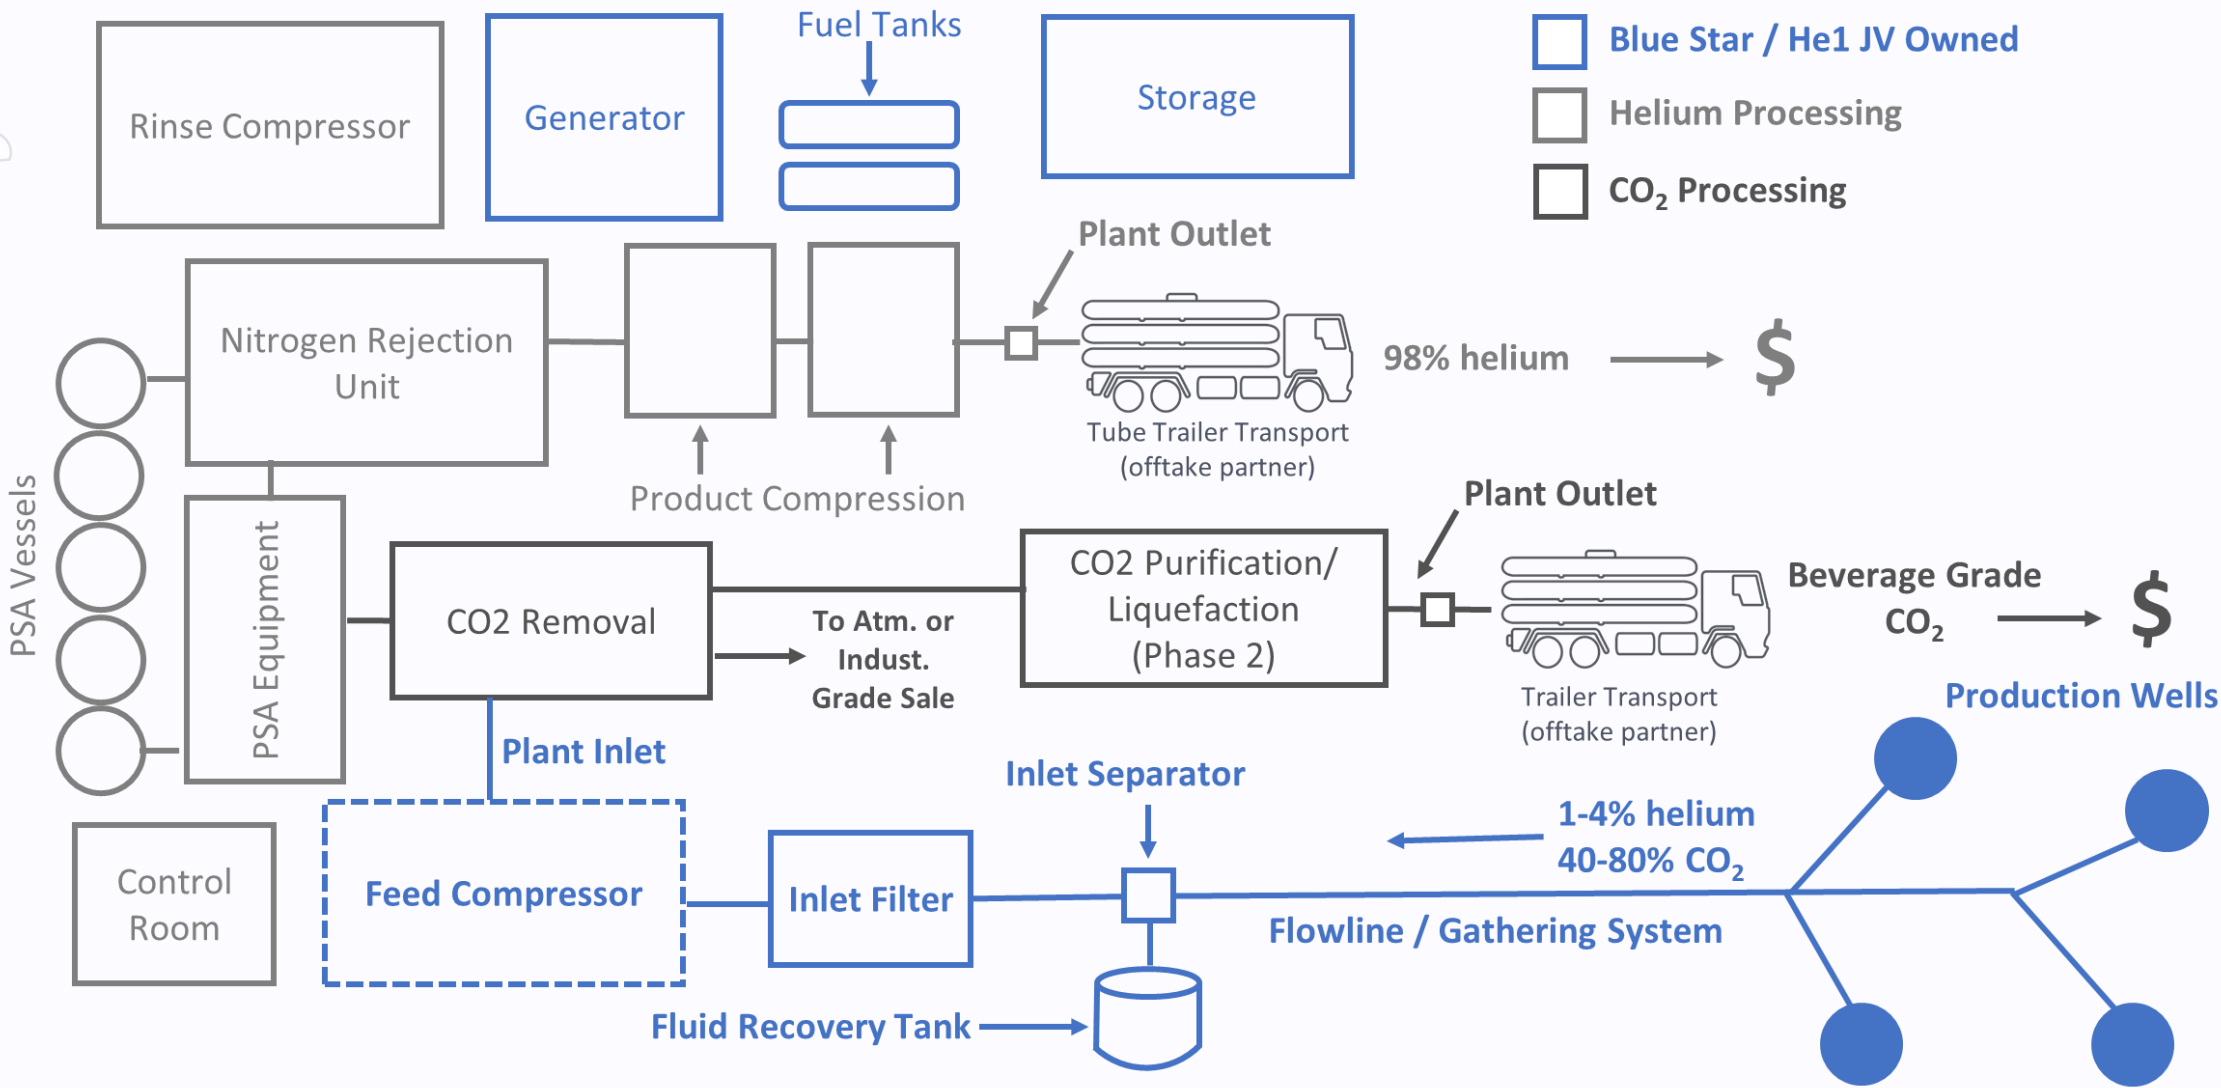 Fuel Tanks
Blue Star / He1 JV Owned
Rinse Compressor
Generator
Storage
Helium Processing
CO₂ Processing
Plant Outlet
Nitrogen Rejection
Unit
98% helium
$
Tube Trailer Transport
(offtake partner)
Product Compression
Plant Outlet
PSA Vessels
PSA Equipment
CO2 Removal
To Atm. or
Indust.
Grade Sale
CO2 Purification/
Liquefaction
(Phase 2)
Beverage Grade
CO₂
$
Trailer Transport
(offtake partner)
Production Wells
Plant Inlet
Inlet Separator
1-4% helium
40-80% CO₂
Control
Room
Feed Compressor
Inlet Filter
Flowline / Gathering System
Fluid Recovery Tank